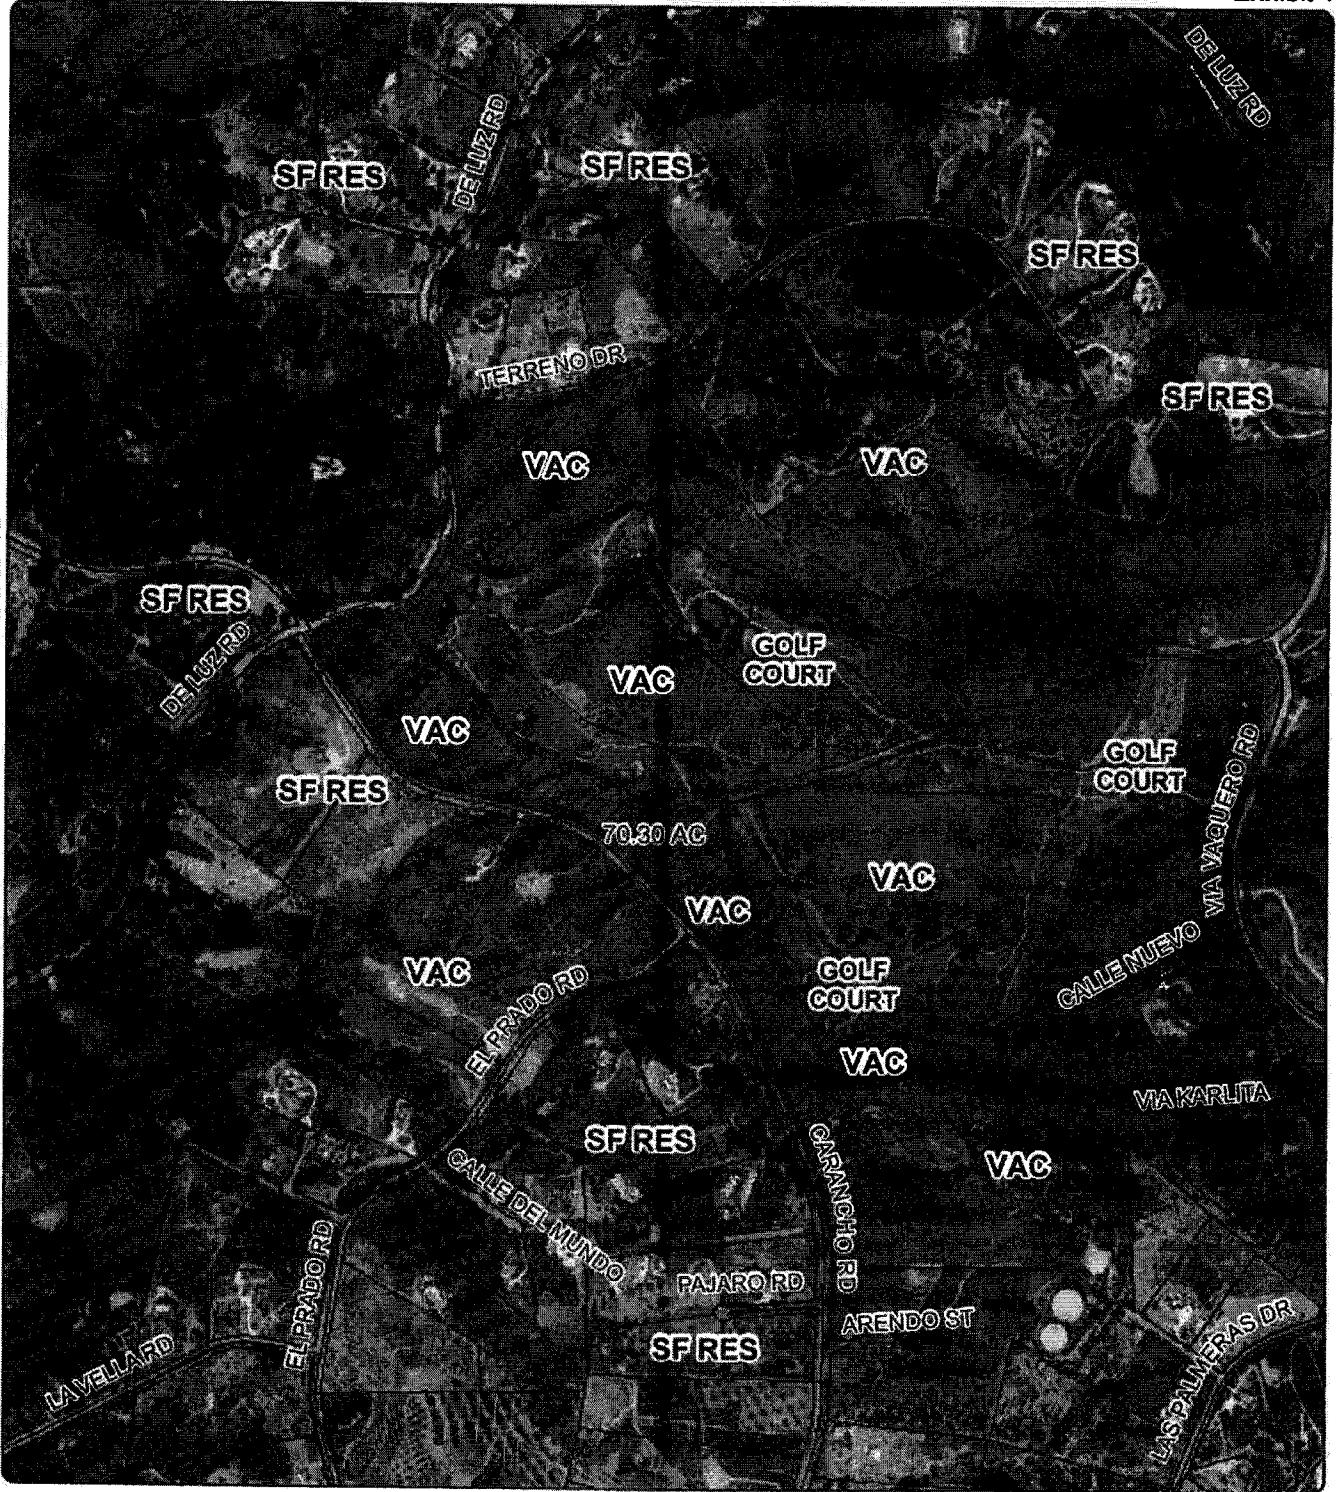 DE LUZ RD
DE LUZ RD
SF RES
SF RES
SF RES
TERRENO DR
SF RES
VAC
VAC
SF RES
DE LUZ RD
GOLF
COURT
VAC
VAC
GOLF
COURT
SF RES
VIA VAQUERO RD
70.30 AC
VAC
VAC
CALLE NUEVO
VAC
GOLF
COURT
EL PRADO RD
VAC
VIA KARLITA
SF RES
VAC
CARANCHO RD
CALLE DEL MUNDO
PAJARO RD
EL PRADO RD
ARENDO ST
SF RES
LA VELLA RD
LAS PALMERAS DR